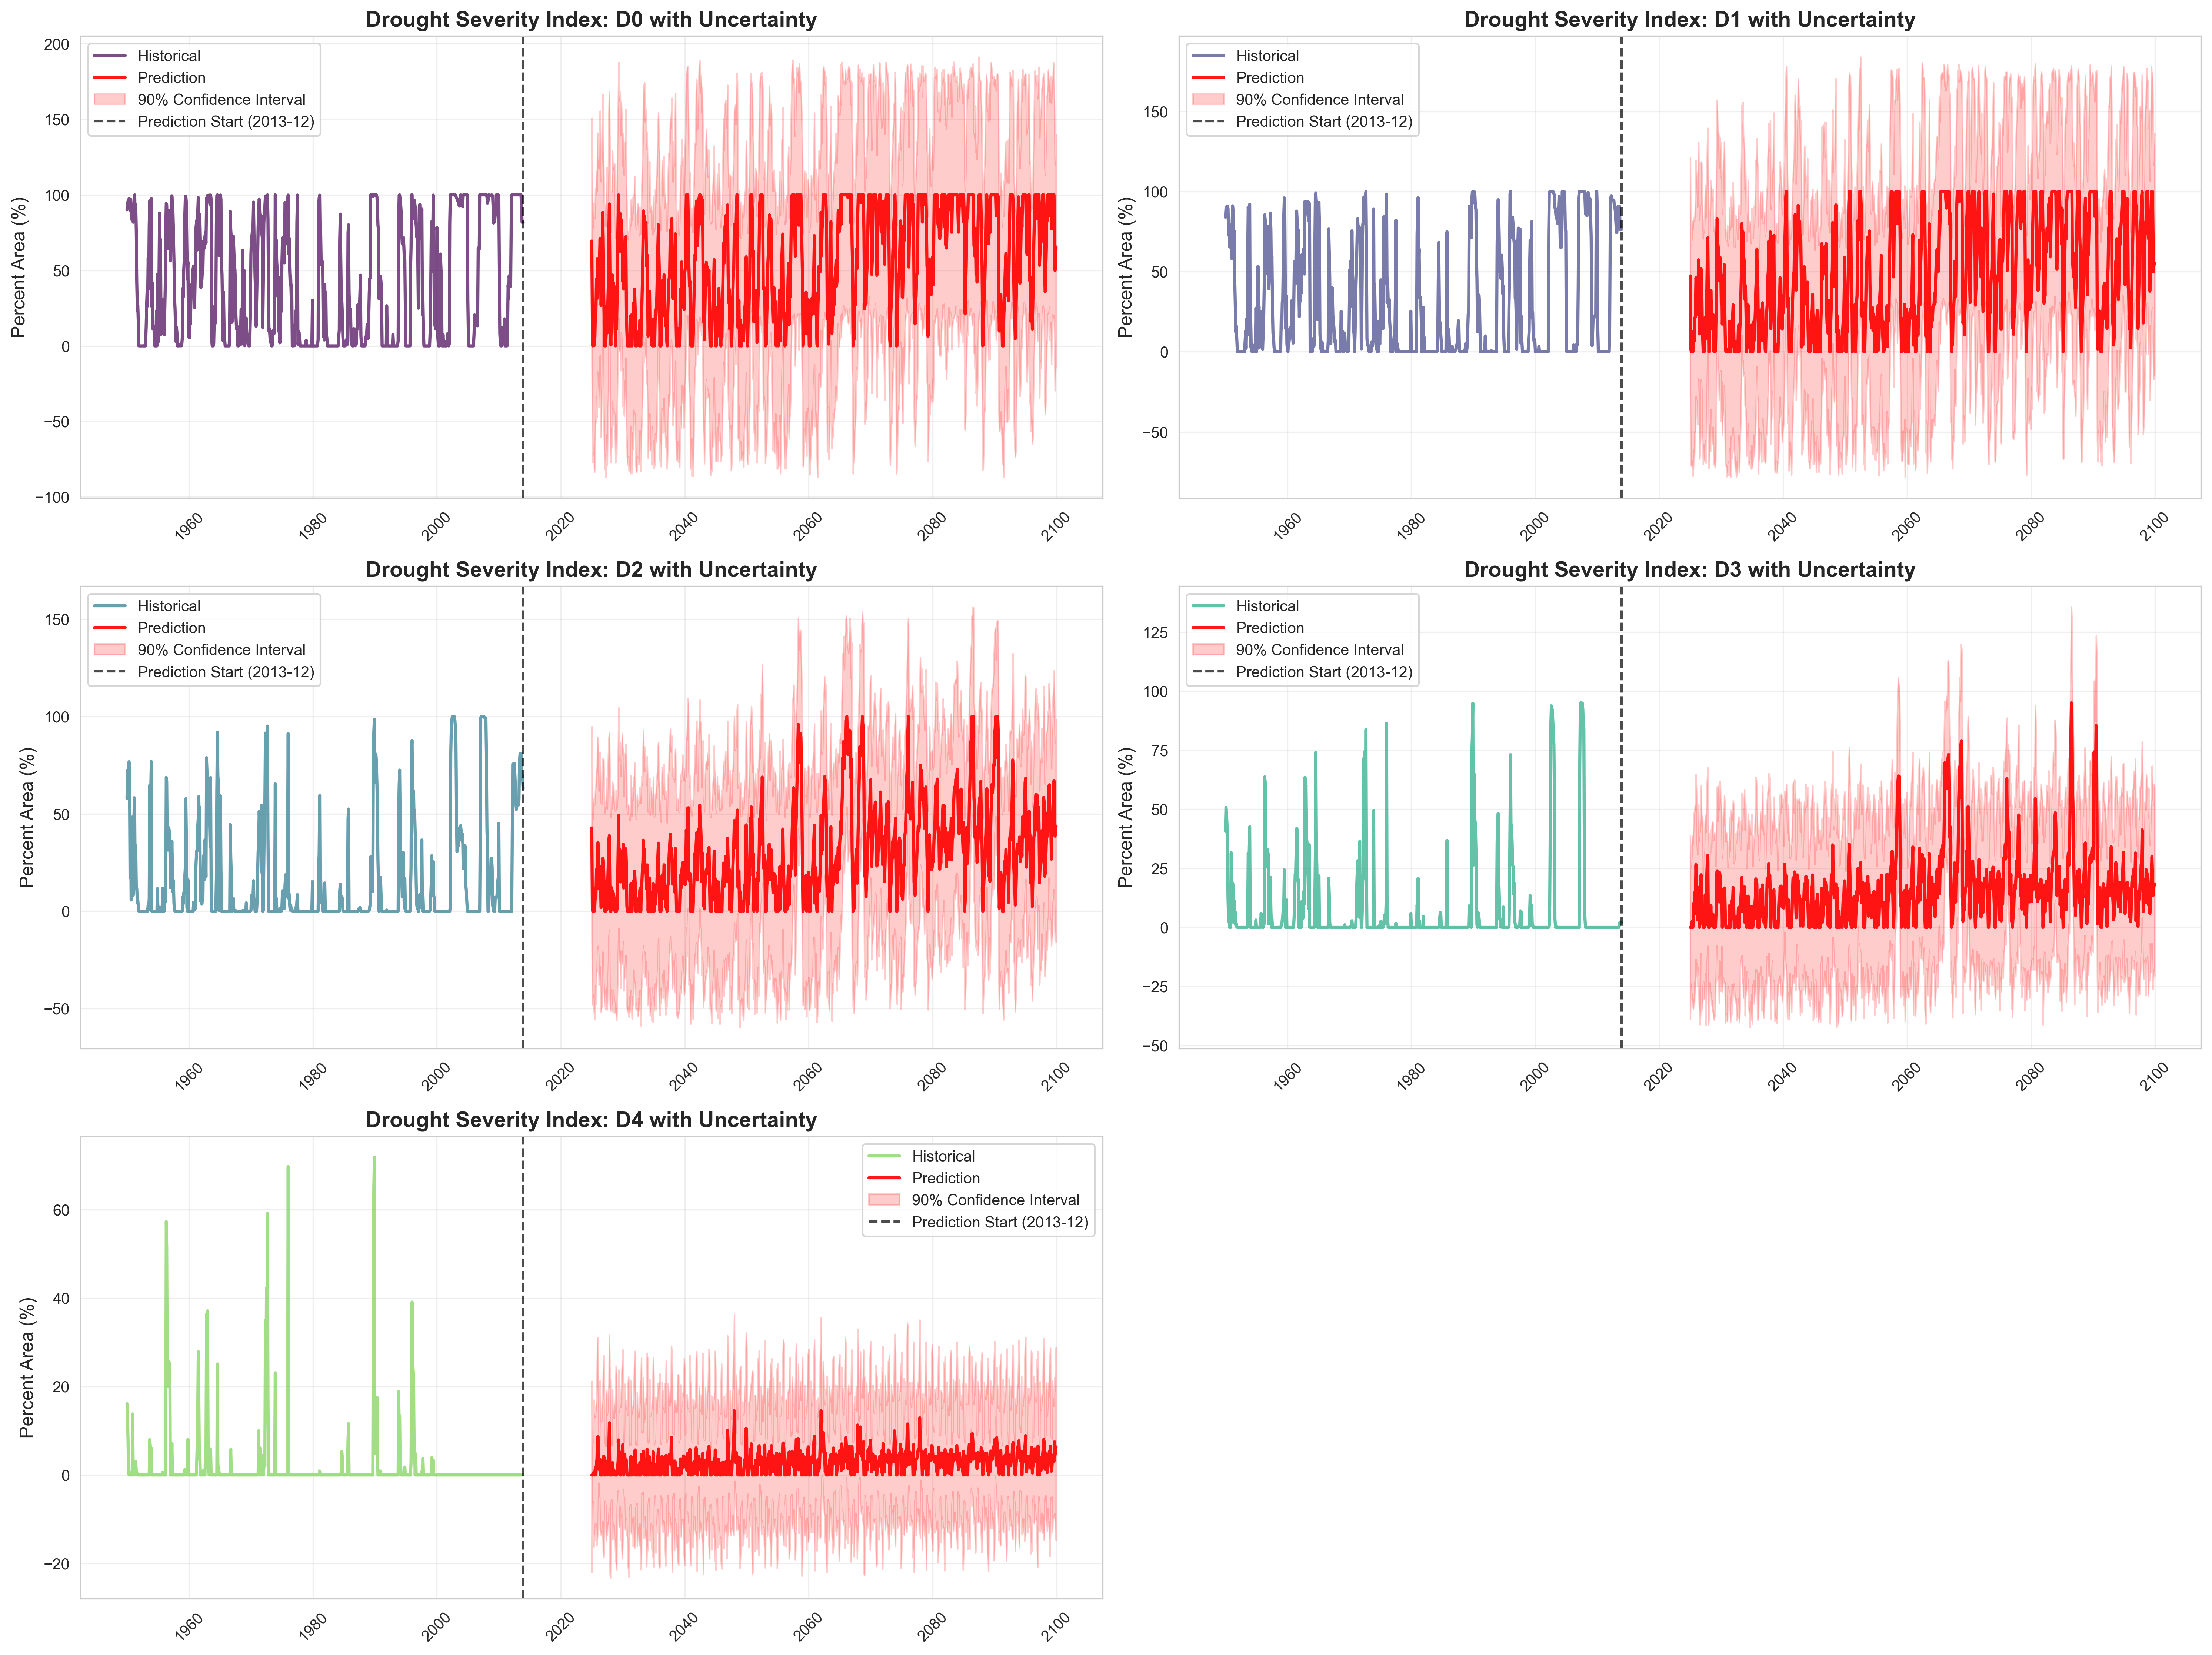 Drought Severity Index: D0 with Uncertainty
Percent Area (%)
200
150
100
50
0
−50
−100
Historical
Prediction
90% Confidence Interval
Prediction Start (2013-12)
1960
1980
2000
2020
2040
2060
2080
2100
Drought Severity Index: D1 with Uncertainty
Percent Area (%)
150
100
50
0
−50
Historical
Prediction
90% Confidence Interval
Prediction Start (2013-12)
1960
1980
2000
2020
2040
2060
2080
2100
Drought Severity Index: D2 with Uncertainty
Percent Area (%)
150
100
50
0
−50
Historical
Prediction
90% Confidence Interval
Prediction Start (2013-12)
1960
1980
2000
2020
2040
2060
2080
2100
Drought Severity Index: D3 with Uncertainty
Percent Area (%)
125
100
75
50
25
0
−25
−50
Historical
Prediction
90% Confidence Interval
Prediction Start (2013-12)
1960
1980
2000
2020
2040
2060
2080
2100
Drought Severity Index: D4 with Uncertainty
Percent Area (%)
60
40
20
0
−20
Historical
Prediction
90% Confidence Interval
Prediction Start (2013-12)
1960
1980
2000
2020
2040
2060
2080
2100